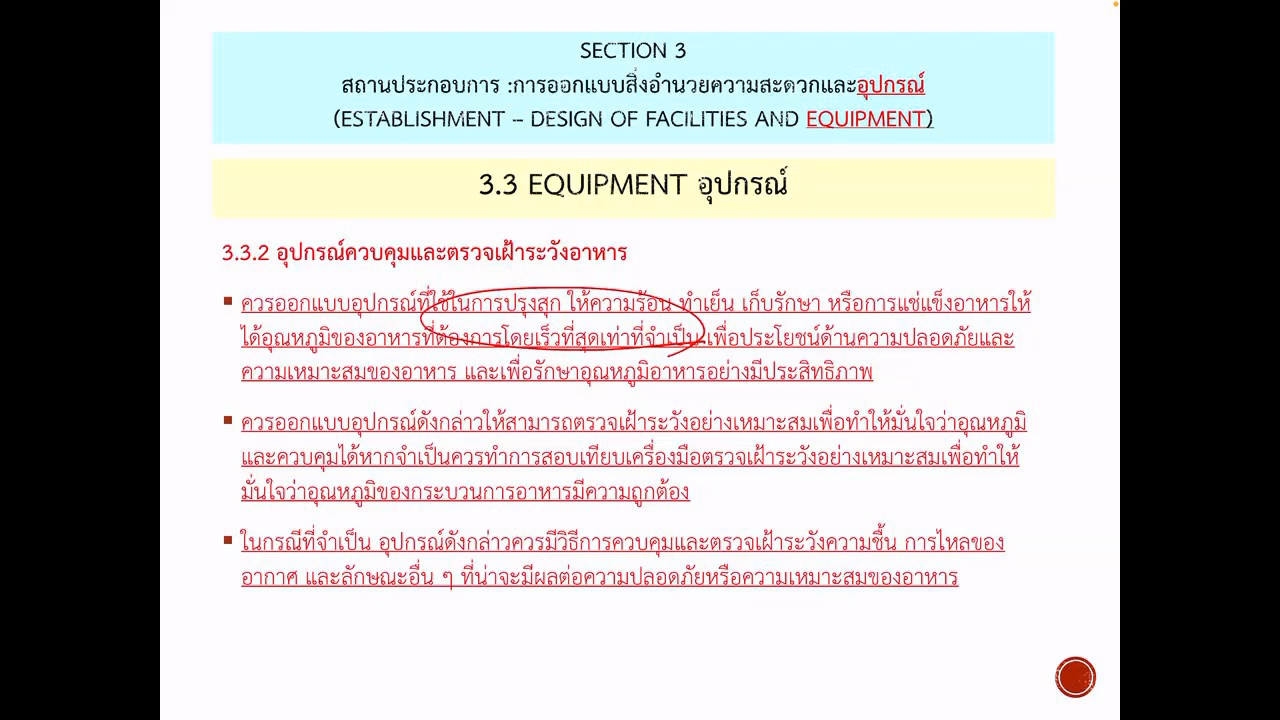 SECTION 3
สถานประกอบการ :การออกแบบสิ่งอำนวยความสะดวกและอุปกรณ์
(ESTABLISHMENT – DESIGN OF FACILITIES AND EQUIPMENT)
3.3 EQUIPMENT อุปกรณ์
3.3.2 อุปกรณ์ควบคุมและตรวจเฝ้าระวังอาหาร
▪ ควรออกแบบอุปกรณ์ที่ใช้ในการปรุงสุก ให้ความร้อน ทำเย็น เก็บรักษา หรือการแช่แข็งอาหารให้
ได้อุณหภูมิของอาหารที่ต้องการโดยเร็วที่สุดเท่าที่จำเป็น เพื่อประโยชน์ด้านความปลอดภัยและ
ความเหมาะสมของอาหาร และเพื่อรักษาอุณหภูมิอาหารอย่างมีประสิทธิภาพ
▪ ควรออกแบบอุปกรณ์ดังกล่าวให้สามารถตรวจเฝ้าระวังอย่างเหมาะสมเพื่อทำให้มั่นใจว่าอุณหภูมิ
และควบคุมได้หากจำเป็นควรทำการสอบเทียบเครื่องมือตรวจเฝ้าระวังอย่างเหมาะสมเพื่อทำให้
มั่นใจว่าอุณหภูมิของกระบวนการอาหารมีความถูกต้อง
▪ ในกรณีที่จำเป็น อุปกรณ์ดังกล่าวควรมีวิธีการควบคุมและตรวจเฝ้าระวังความชื้น การไหลของ
อากาศ และลักษณะอื่น ๆ ที่น่าจะมีผลต่อความปลอดภัยหรือความเหมาะสมของอาหาร